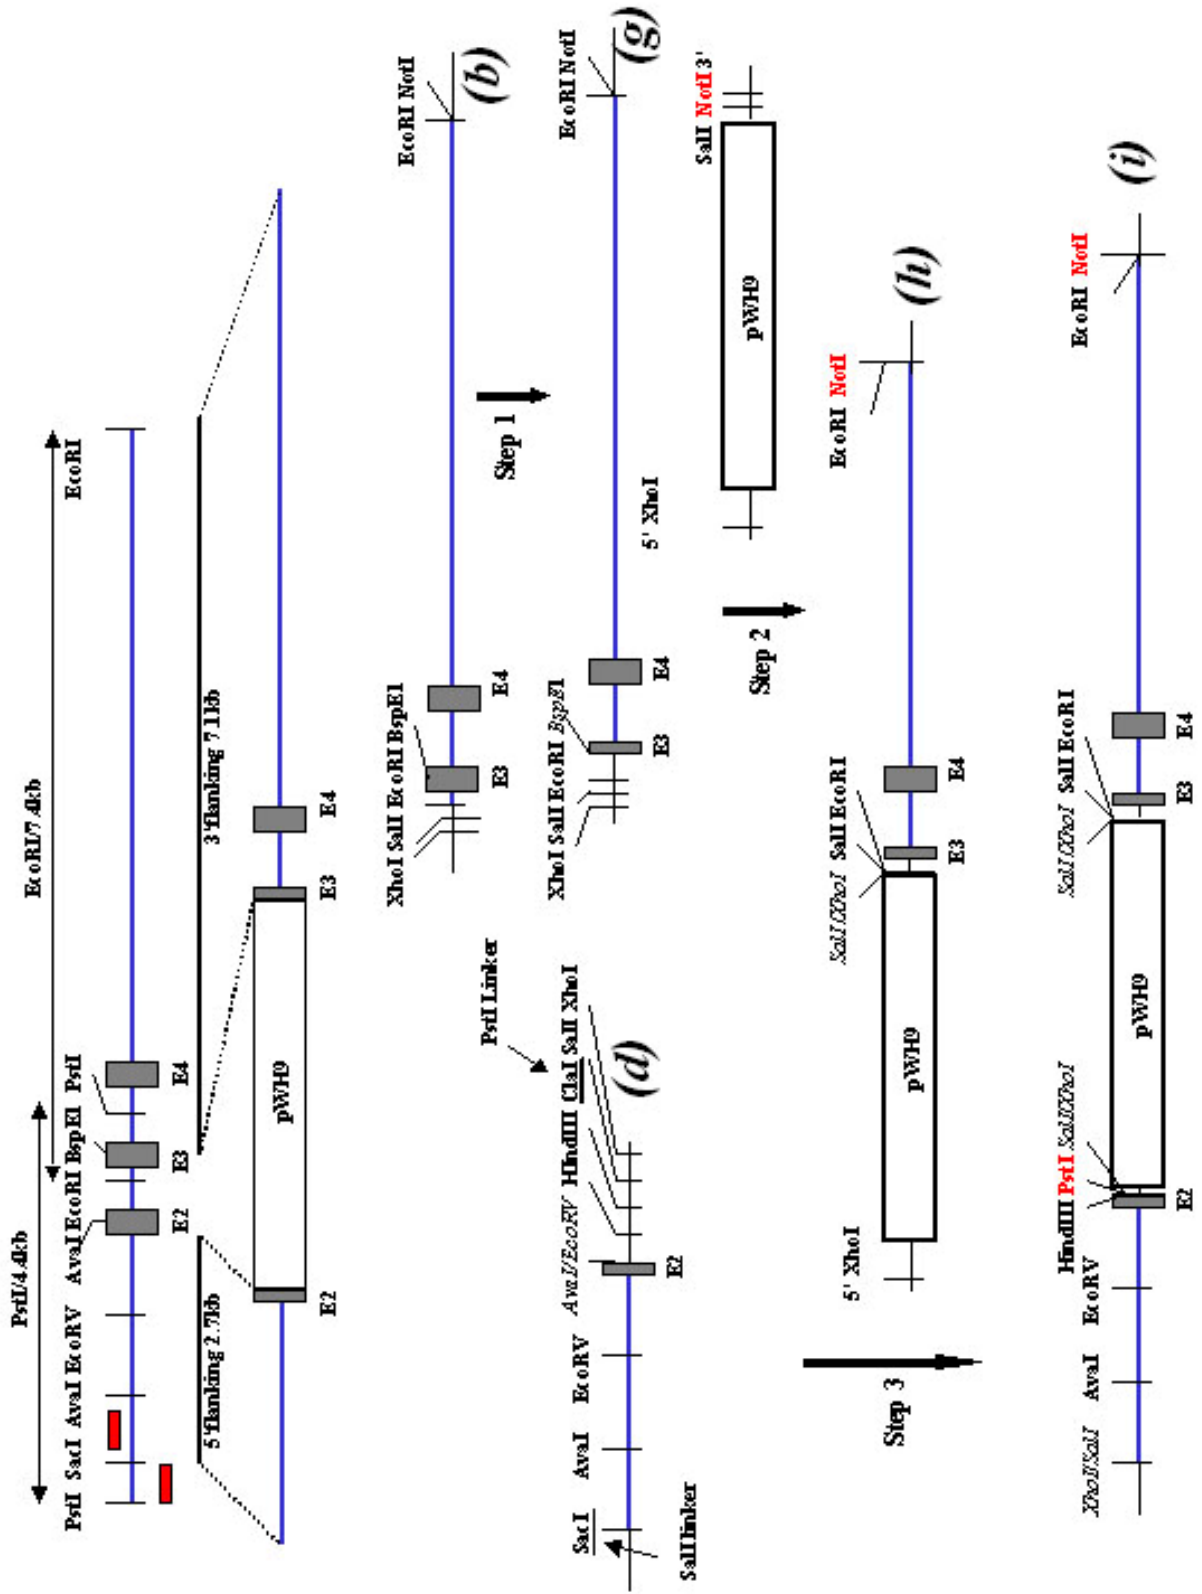 EcoRI/7.4kb
PstI/4.4kb
PstI SacI AvaI EcoRV AvaI EcoRI BspE1 PstI EcoRI
E2 E3 E4
5'flanking 2.7kb 3'flanking 7.1kb
pWH9
E2 E3 E4
XhoI SalI EcoRI BspE1 EcoRI NotI
E3 E4
(b)
Step 1
PstI Linker
SacI AvaI EcoRV AvaI/EcoRV HindIII ClaI SalI XhoI
E2
(d)
SalI linker
XhoI SalI EcoRI BspE1 EcoRI NotI
E3 E4
(g)
5' XhoI SalI NotI 3'
pWH9
Step 2
5' XhoI SalI/XhoI SalI EcoRI EcoRI NotI
pWH9
E3 E4
(h)
Step 3
XhoI/SalI AvaI EcoRV HindIII PstI SalI/XhoI SalI/XhoI SalI EcoRI EcoRI NotI
pWH9
E2 E3 E4
(i)